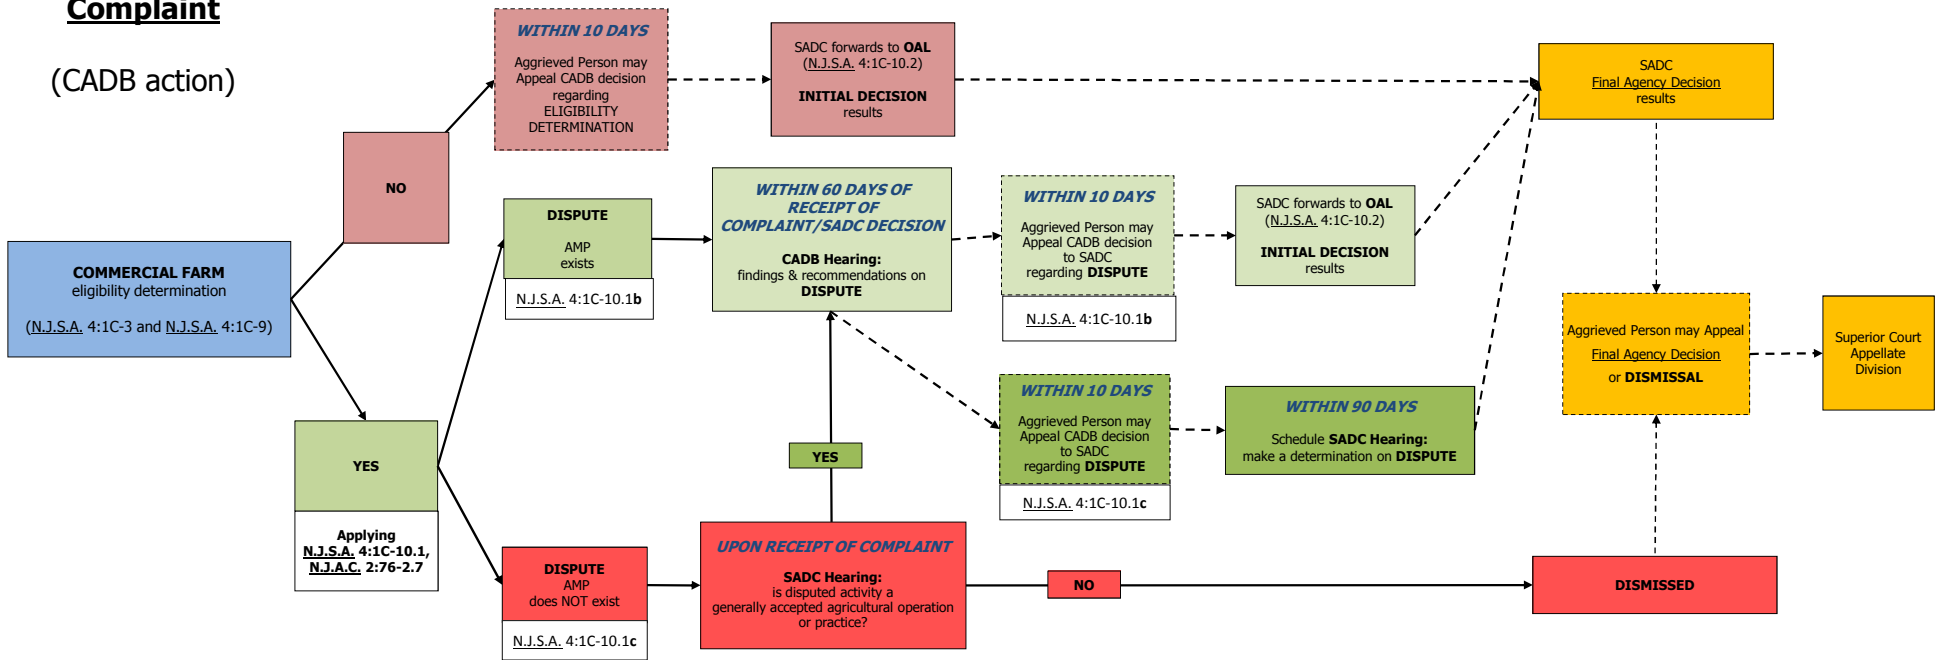 Complaint
(CADB action)
COMMERCIAL FARM
eligibility determination
(N.J.S.A. 4:1C-3 and N.J.S.A. 4:1C-9)
NO
WITHIN 10 DAYS
Aggrieved Person may
Appeal CADB decision
regarding
ELIGIBILITY
DETERMINATION
SADC forwards to OAL
(N.J.S.A. 4:1C-10.2)
INITIAL DECISION
results
SADC
Final Agency Decision
results
YES
Applying
N.J.S.A. 4:1C-10.1,
N.J.A.C. 2:76-2.7
DISPUTE
AMP
exists
N.J.S.A. 4:1C-10.1b
WITHIN 60 DAYS OF
RECEIPT OF
COMPLAINT/SADC DECISION
CADB Hearing:
findings & recommendations on
DISPUTE
WITHIN 10 DAYS
Aggrieved Person may
Appeal CADB decision
to SADC
regarding DISPUTE
N.J.S.A. 4:1C-10.1b
SADC forwards to OAL
(N.J.S.A. 4:1C-10.2)
INITIAL DECISION
results
WITHIN 10 DAYS
Aggrieved Person may
Appeal CADB decision
to SADC
regarding DISPUTE
N.J.S.A. 4:1C-10.1c
WITHIN 90 DAYS
Schedule SADC Hearing:
make a determination on DISPUTE
Aggrieved Person may Appeal
Final Agency Decision
or DISMISSAL
Superior Court
Appellate
Division
YES
DISPUTE
AMP
does NOT exist
N.J.S.A. 4:1C-10.1c
UPON RECEIPT OF COMPLAINT
SADC Hearing:
is disputed activity a
generally accepted agricultural operation
or practice?
NO
DISMISSED